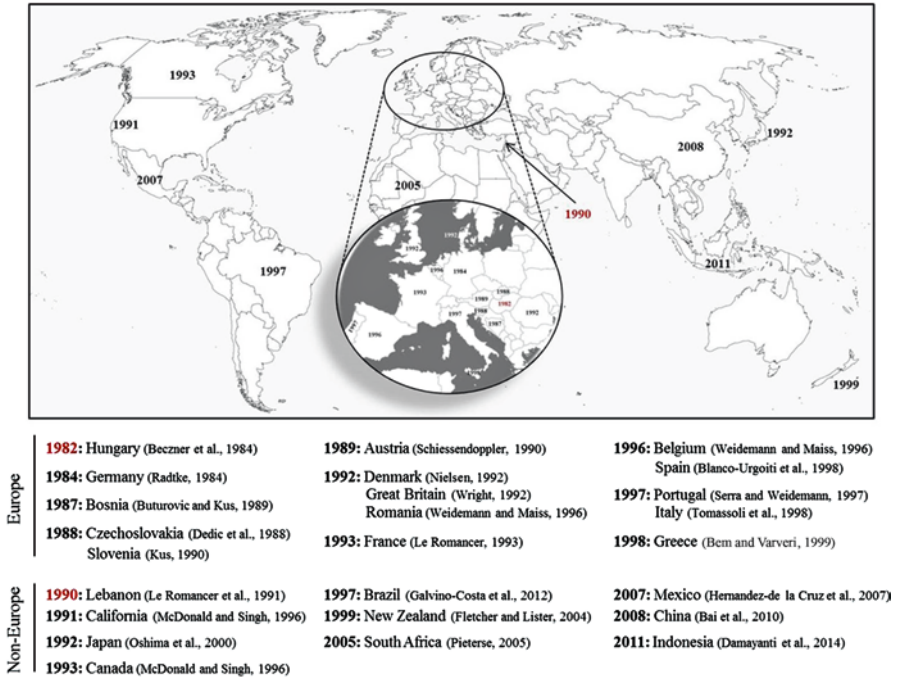 1993
1991
2007
1997
2005
2008
1992
1990
2011
1999
1992
1992
1996
1984
1993
1988
1989
1982
1997
1988
1987
1992
1997
1996
Europe
1982: Hungary (Beczner et al., 1984)
1984: Germany (Radtke, 1984)
1987: Bosnia (Buturovic and Kus, 1989)
1988: Czechoslovakia (Dedic et al., 1988)
Slovenia (Kus, 1990)
1989: Austria (Schiessendoppler, 1990)
1992: Denmark (Nielsen, 1992)
Great Britain (Wright, 1992)
Romania (Weidemann and Maiss, 1996)
1993: France (Le Romancer, 1993)
1996: Belgium (Weidemann and Maiss, 1996)
Spain (Blanco-Urgoiti et al., 1998)
1997: Portugal (Serra and Weidemann, 1997)
Italy (Tomassoli et al., 1998)
1998: Greece (Bem and Varveri, 1999)
Non-Europe
1990: Lebanon (Le Romancer et al., 1991)
1991: California (McDonald and Singh, 1996)
1992: Japan (Oshima et al., 2000)
1993: Canada (McDonald and Singh, 1996)
1997: Brazil (Galvino-Costa et al., 2012)
1999: New Zealand (Fletcher and Lister, 2004)
2005: South Africa (Pieterse, 2005)
2007: Mexico (Hernandez-de la Cruz et al., 2007)
2008: China (Bai et al., 2010)
2011: Indonesia (Damayanti et al., 2014)